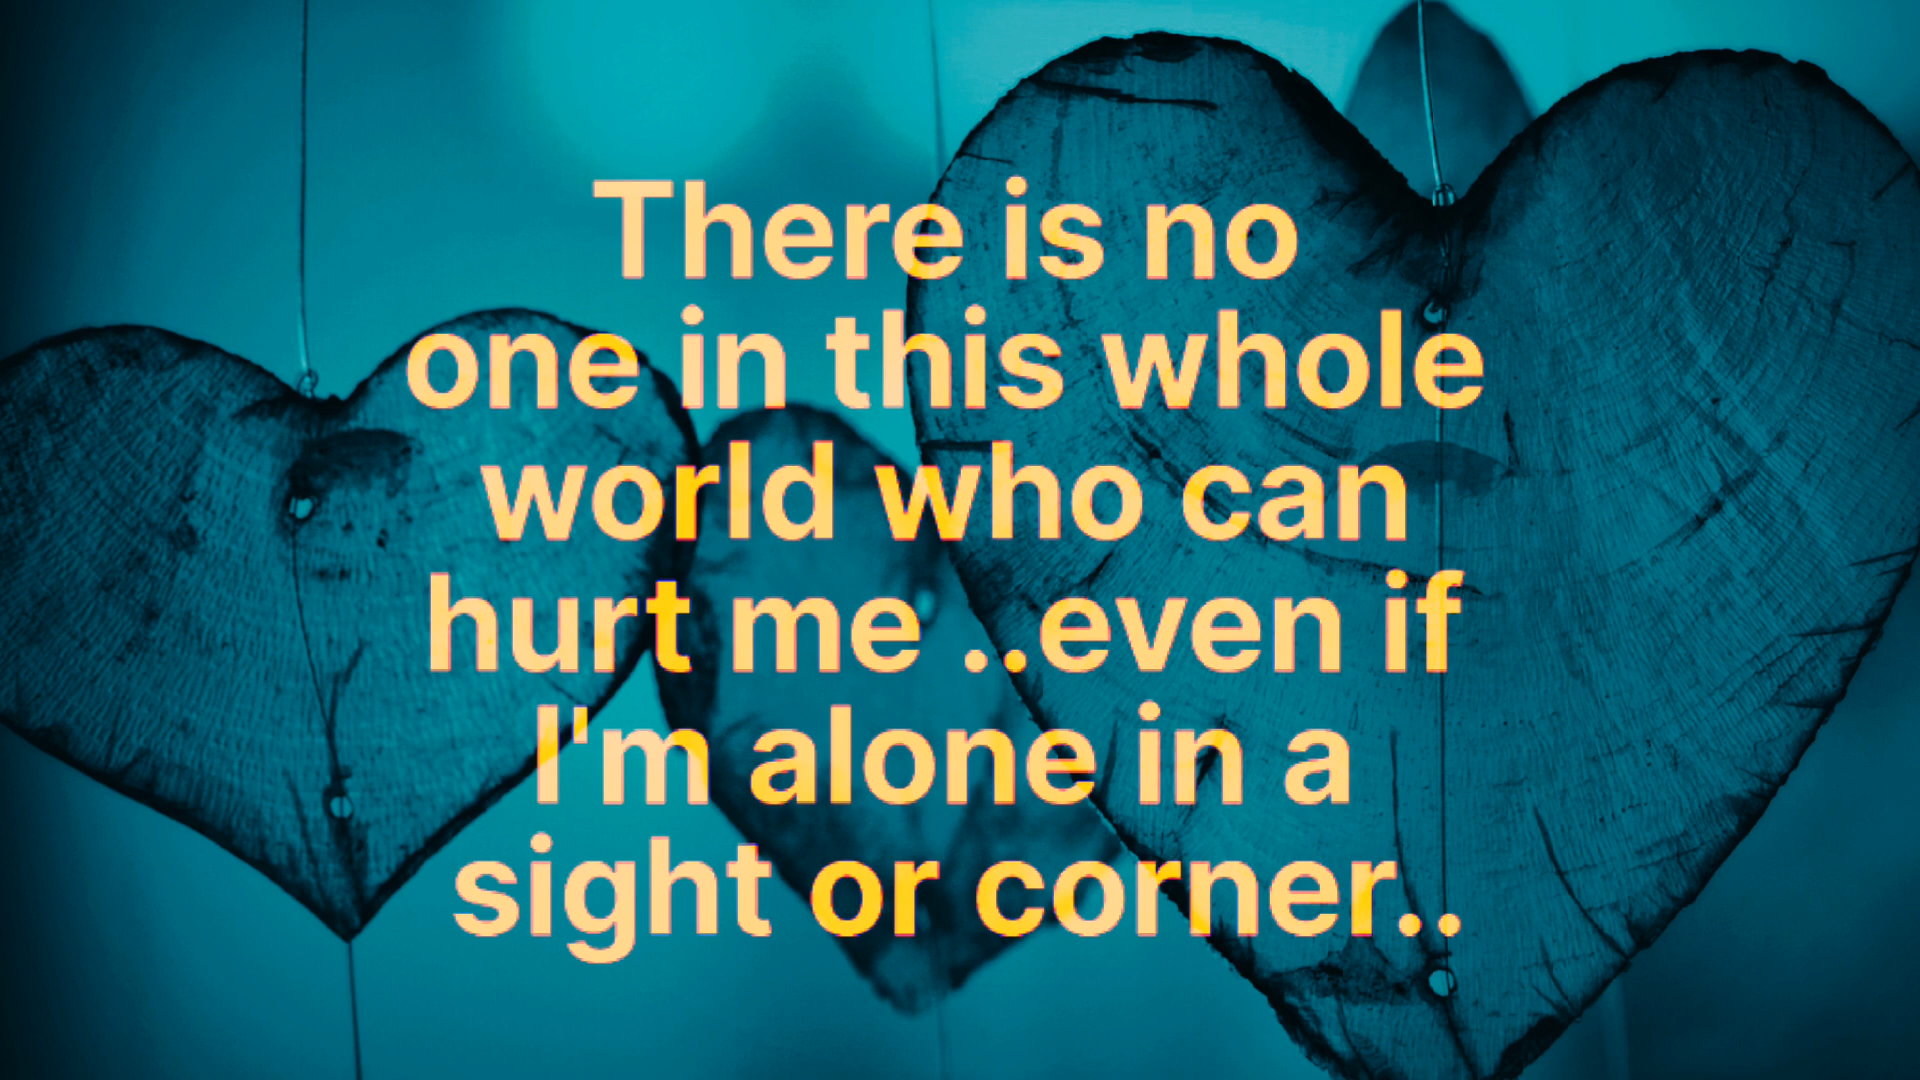 There is no
one in this whole
world who can
hurt me ..even if
I'm alone in a
sight or corner..